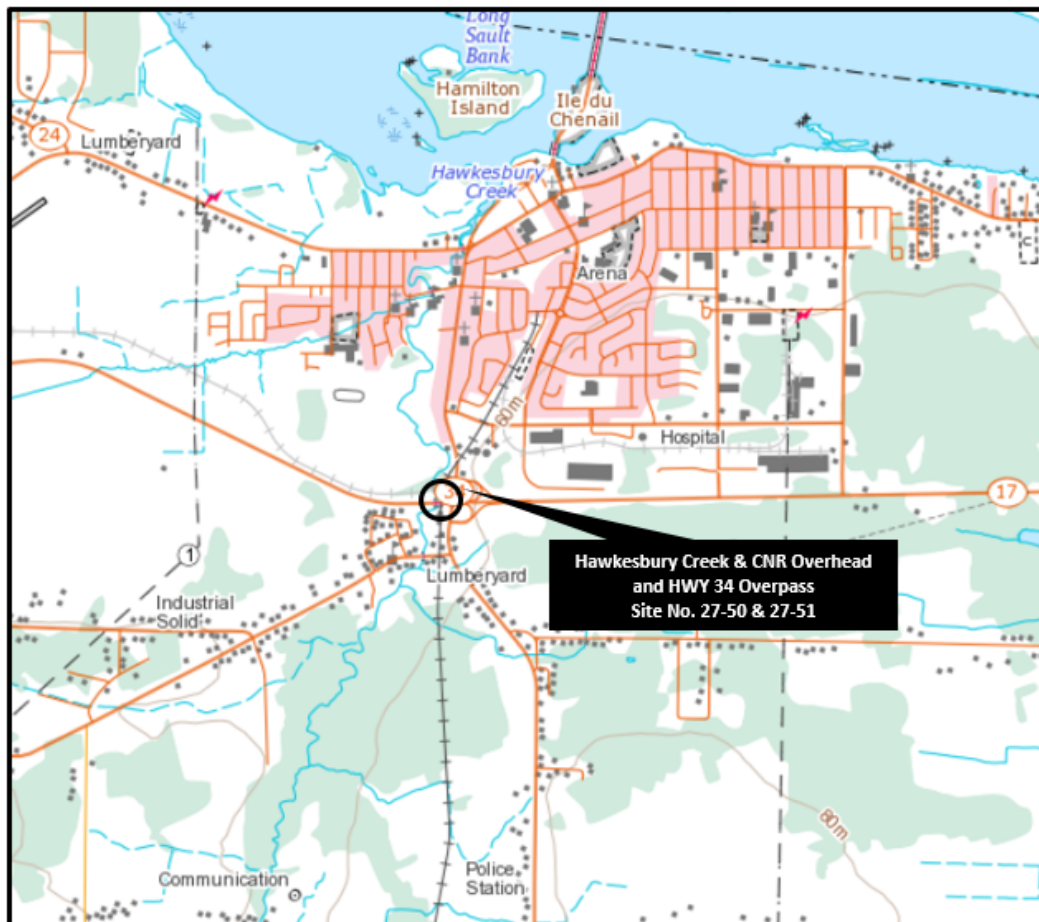 Long
Sault
Bank
Hamilton
Island
Ile du
Chenail
24
Lumberyard
Hawkesbury
Creek
Arena
60m
Hospital
3
17
Hawkesbury Creek & CNR Overhead
and HWY 34 Overpass
Site No. 27-50 & 27-51
1
Lumberyard
Industrial
Solid
80m
Police
Station
Communication
C